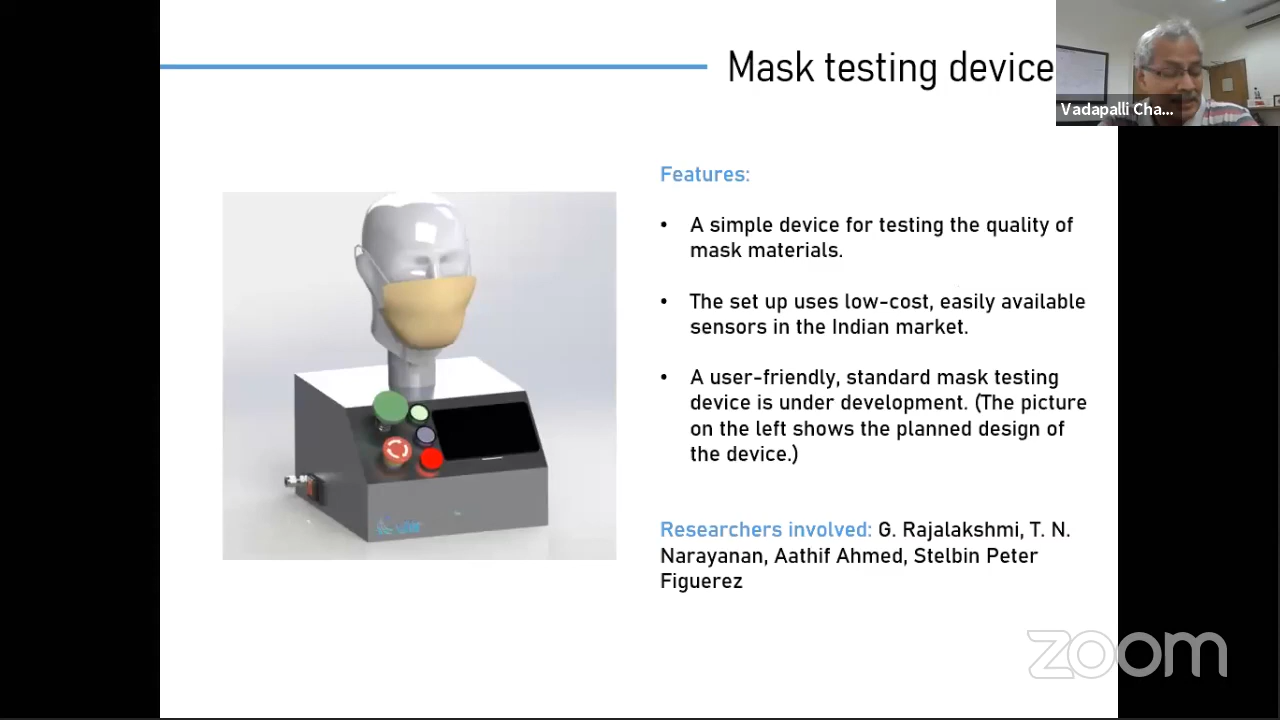 Mask testing device
Vadapalli Cha...
Features:
• A simple device for testing the quality of
mask materials.
• The set up uses low-cost, easily available
sensors in the Indian market.
• A user-friendly, standard mask testing
device is under development. (The picture
on the left shows the planned design of
the device.)
Researchers involved: G. Rajalakshmi, T. N.
Narayanan, Aathif Ahmed, Stelbin Peter
Figuerez
zoom